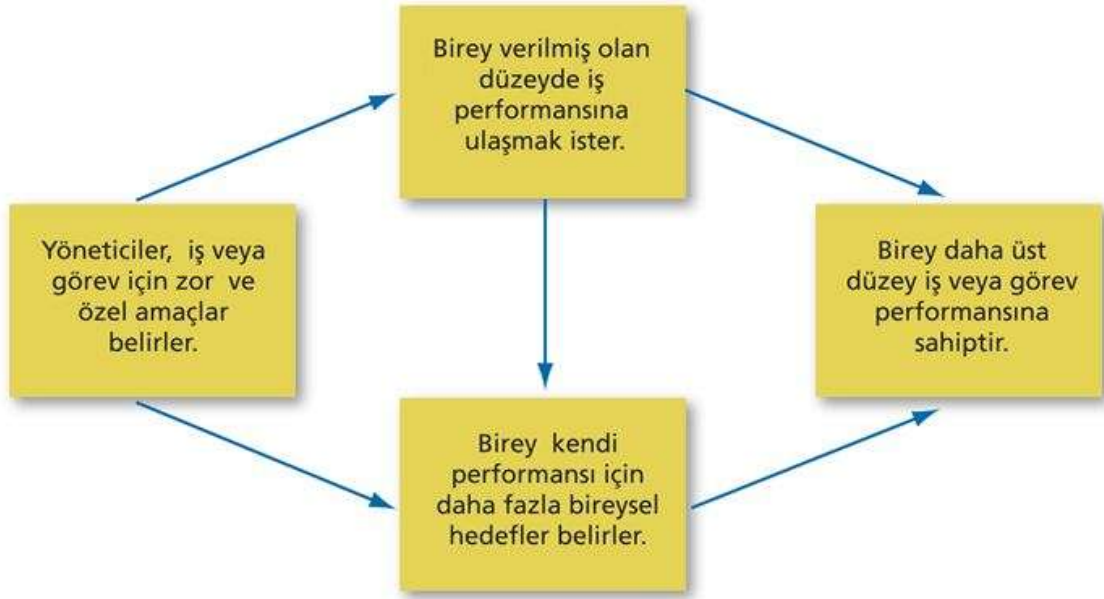 Birey verilmiş olan
düzeyde iş
performansına
ulaşmak ister.
Yöneticiler, iş veya
görev için zor ve
özel amaçlar
belirler.
Birey daha üst
düzey iş veya görev
performansına
sahiptir.
Birey kendi
performansı için
daha fazla bireysel
hedefler belirler.